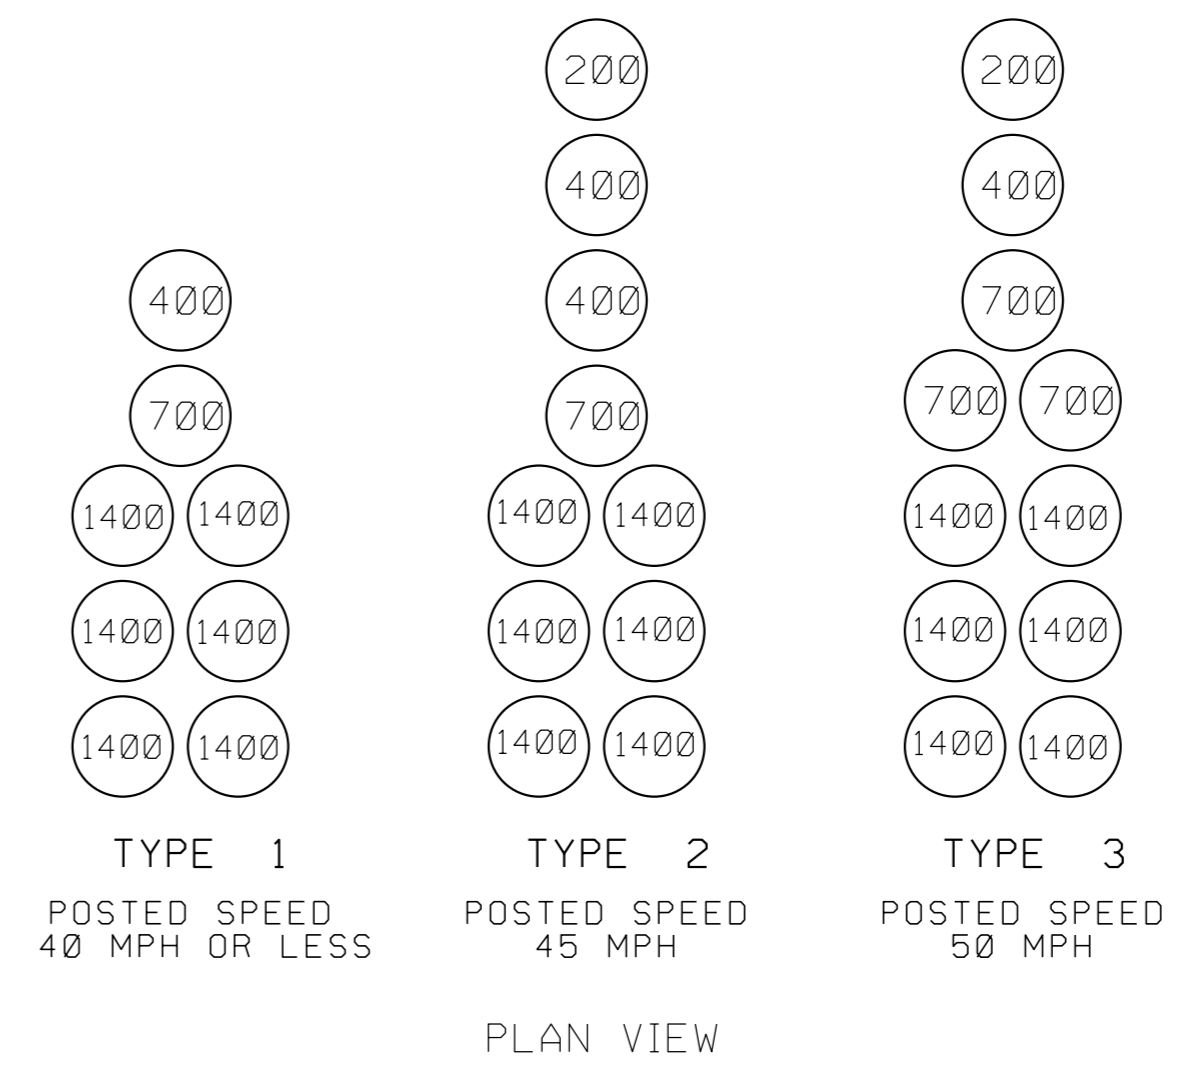 200 200
400 400
400 400 700
700 700
700 700
1400 1400 1400 1400 1400 1400
1400 1400 1400 1400 1400 1400
1400 1400 1400 1400 1400 1400
TYPE 1 TYPE 2 TYPE 3
POSTED SPEED POSTED SPEED POSTED SPEED
40 MPH OR LESS 45 MPH 50 MPH
PLAN VIEW